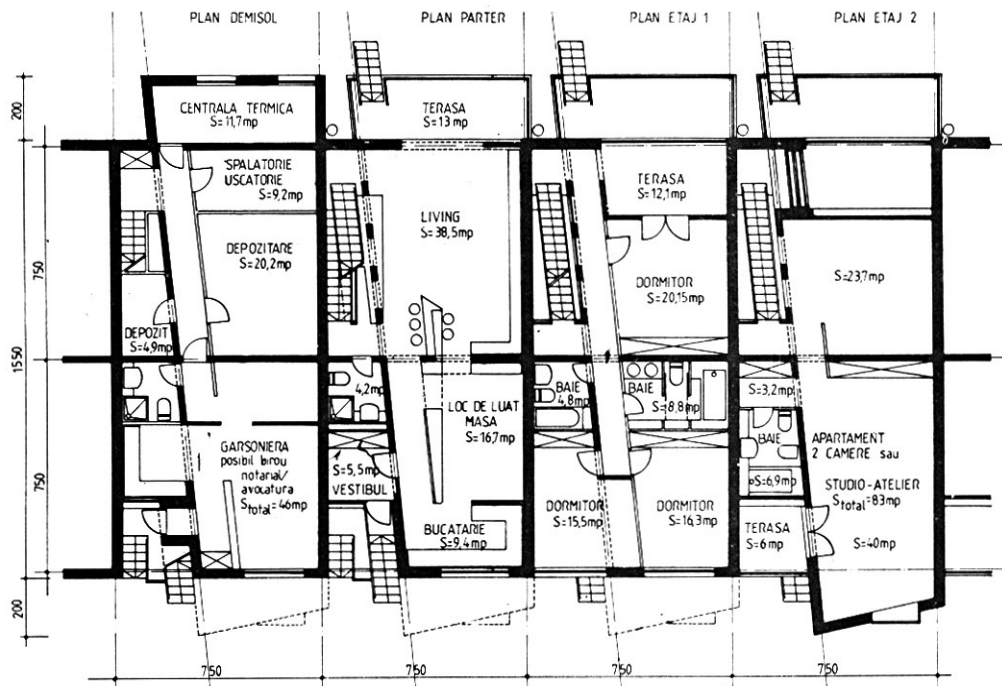 PLAN DEMISOL
PLAN PARTER
PLAN ETAJ 1
PLAN ETAJ 2
200
750
1550
750
200
CENTRALA TERMICA
S=11,7mp
SPALATORIE
USCATORIE
S=9,2mp
DEPOZITARE
S=20,2mp
DEPOZIT
S=4,9mp
GARSONIERA
posibil birou
notarial/
avocatura
Stotal=46mp
TERASA
S=13mp
LIVING
S=38,5mp
4,2mp
LOC DE LUAT
MASA
S=16,7mp
S=5,5mp
VESTIBUL
BUCATARIE
S=9,4mp
TERASA
S=12,1mp
DORMITOR
S=20,15mp
BAIE
4,8mp
BAIE
S=8,8mp
DORMITOR
S=15,5mp
DORMITOR
S=16,3mp
S=23,7mp
S=3,2mp
BAIE
S=6,9mp
APARTAMENT
2 CAMERE sau
STUDIO-ATELIER
Stotal=83mp
TERASA
S=6mp
S=40mp
750
750
750
750